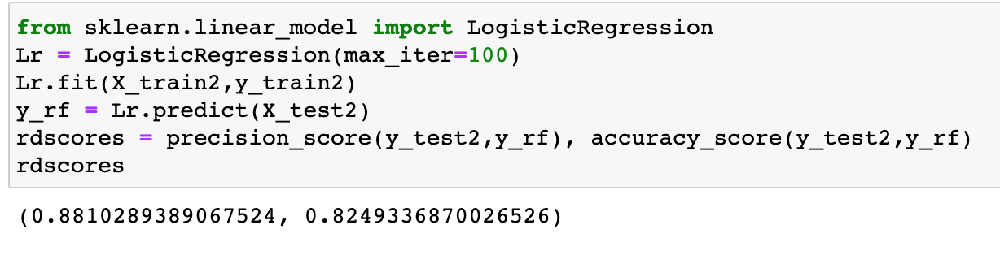 from sklearn.linear_model import LogisticRegression
Lr = LogisticRegression(max_iter=100)
Lr.fit(X_train2,y_train2)
y_rf = Lr.predict(X_test2)
rdscores = precision_score(y_test2,y_rf), accuracy_score(y_test2,y_rf)
rdscores
(0.8810289389067524, 0.8249336870026526)